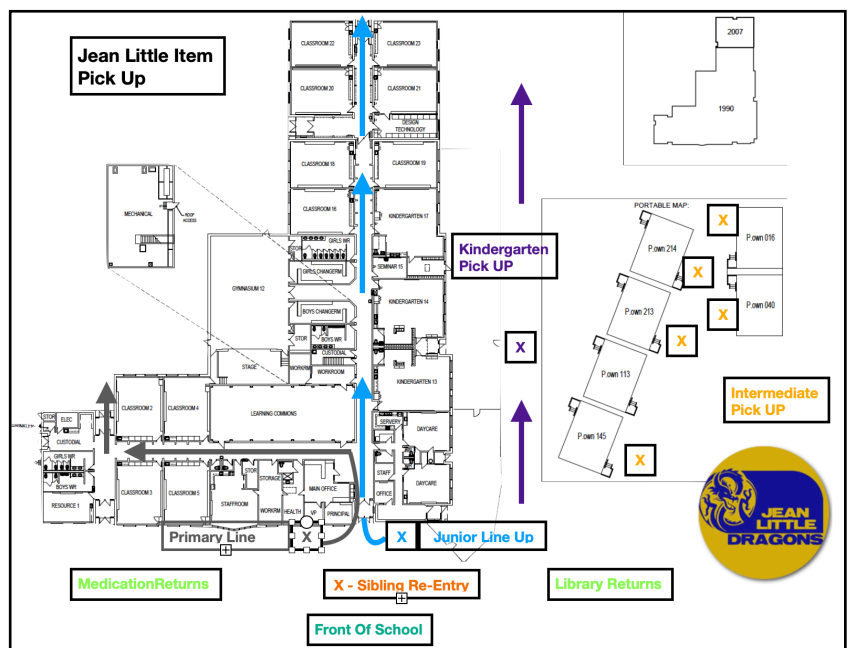 Jean Little Item
Pick Up
CLASSROOM 22
CLASSROOM 23
CLASSROOM 20
CLASSROOM 21
DESIGN
TECHNOLOGY
CLASSROOM 18
CLASSROOM 19
CLASSROOM 16
KINDERGARTEN 17
GIRLS WR
STOR
SEMINAR 15
GIRLS CHANGERM
GYMNASIUM 12
KINDERGARTEN 14
BOYS CHANGERM
STOR
BOYS WR
CUSTODIAL
STAGE
WORKRM
WORKROOM
KINDERGARTEN 13
MECHANICAL
ROOF
ACCESS
2007
1990
PORTABLE MAP:
P.own 214
P.own 016
P.own 213
P.own 040
P.own 113
P.own 145
X
X
X
X
X
Kindergarten
Pick UP
X
Intermediate
Pick UP
CLASSROOM 2
CLASSROOM 4
LEARNING COMMONS
STOR
ELEC
CUSTODIAL
GIRLS WR
BOYS WR
RESOURCE 1
CLASSROOM 3
CLASSROOM 5
STAFFROOM
STOR
STORAGE
WORKRM
HEALTH
MAIN OFFICE
VP
PRINCIPAL
SERVERY
DAYCARE
STAFF
DAYCARE
OFFICE
JEAN
LITTLE
DRAGONS
Primary Line
X
X
Junior Line Up
MedicationReturns
X - Sibling Re-Entry
Library Returns
Front Of School